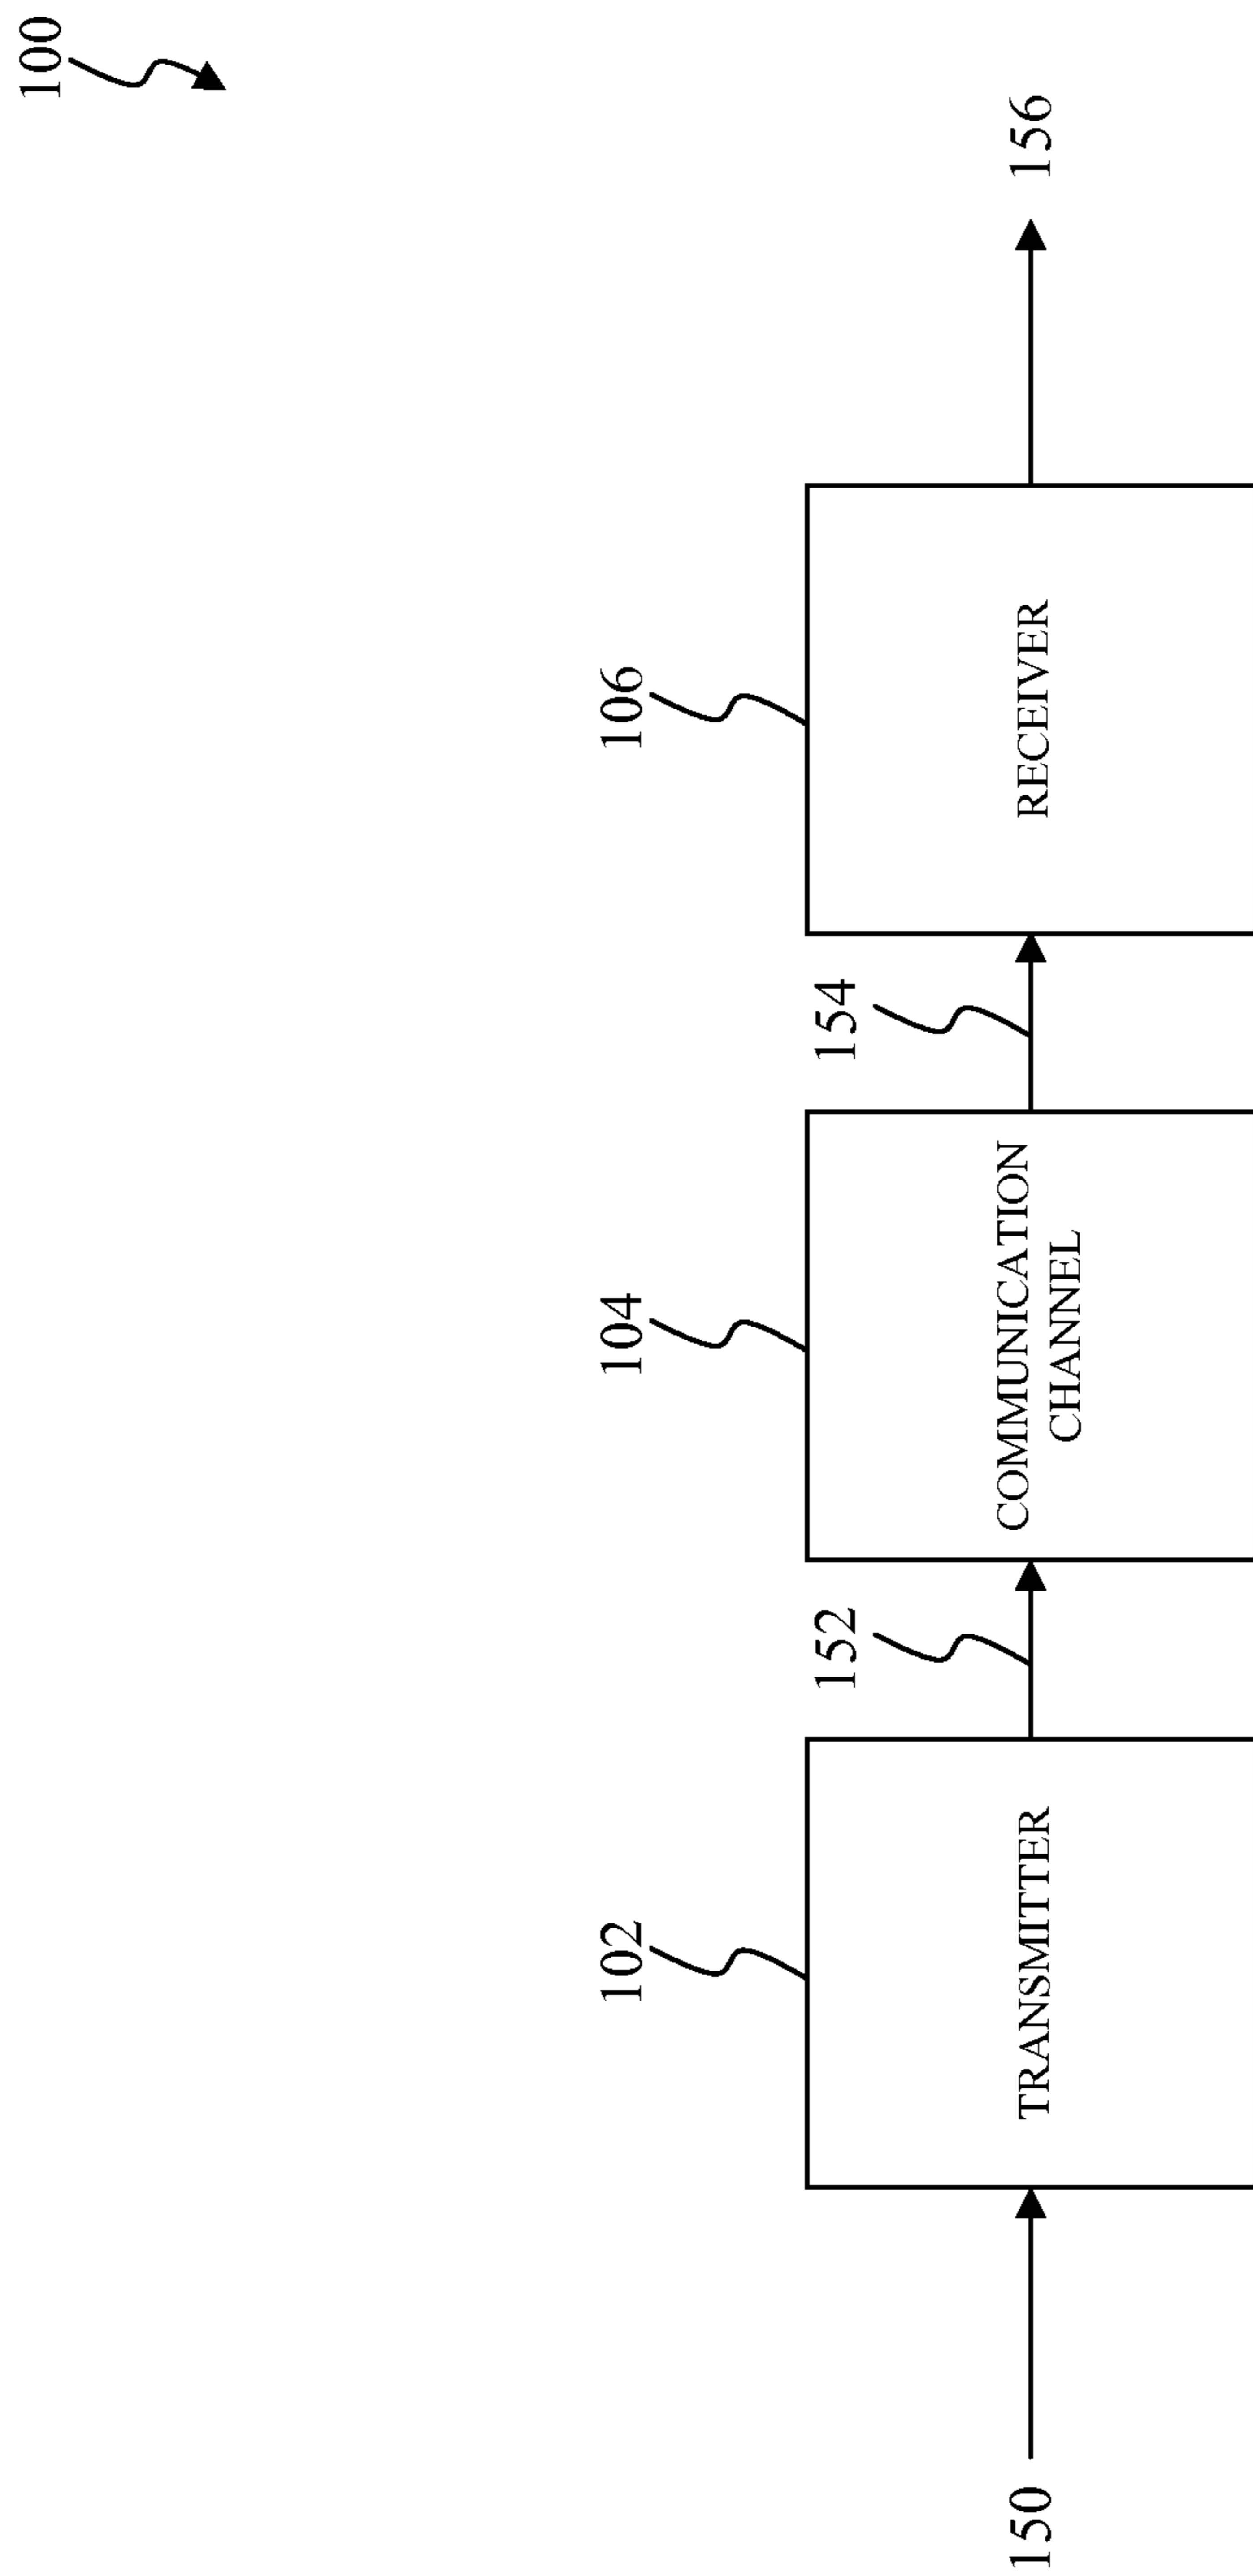 100
102
104
106
152
154
150
TRANSMITTER
COMMUNICATION
CHANNEL
RECEIVER
156